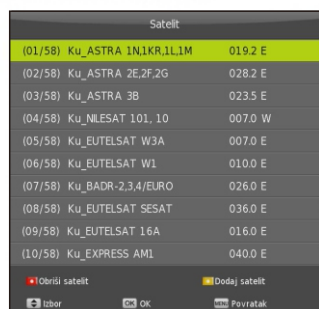 Satelit
(01/58) Ku_ASTRA 1N,1KR,1L,1M 019.2 E
(02/58) Ku_ASTRA 2E,2F,2G 028.2 E
(03/58) Ku_ASTRA 3B 023.5 E
(04/58) Ku_NILESAT 101, 10 007.0 W
(05/58) Ku_EUTELSAT W3A 007.0 E
(06/58) Ku_EUTELSAT W1 010.0 E
(07/58) Ku_BADR-2,3,4/EURO 026.0 E
(08/58) Ku_EUTELSAT SESAT 036.0 E
(09/58) Ku_EUTELSAT 16A 016.0 E
(10/58) Ku_EXPRESS AM1 040.0 E
Obriši satelit Dodaj satelit
Izbor OK OK MENU Povratak